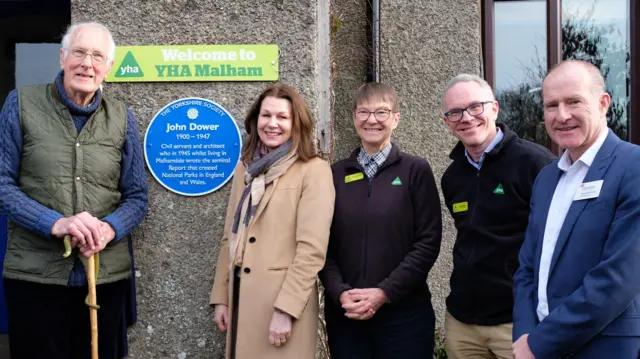 yha
Welcome to
YHA Malham
THE YORKSHIRE SOCIETY
John Dower
1900 - 1947
Civil servant and architect
who in 1945 whilst living in
Malhamdale wrote the seminal
report that created
National Parks in England
and Wales.